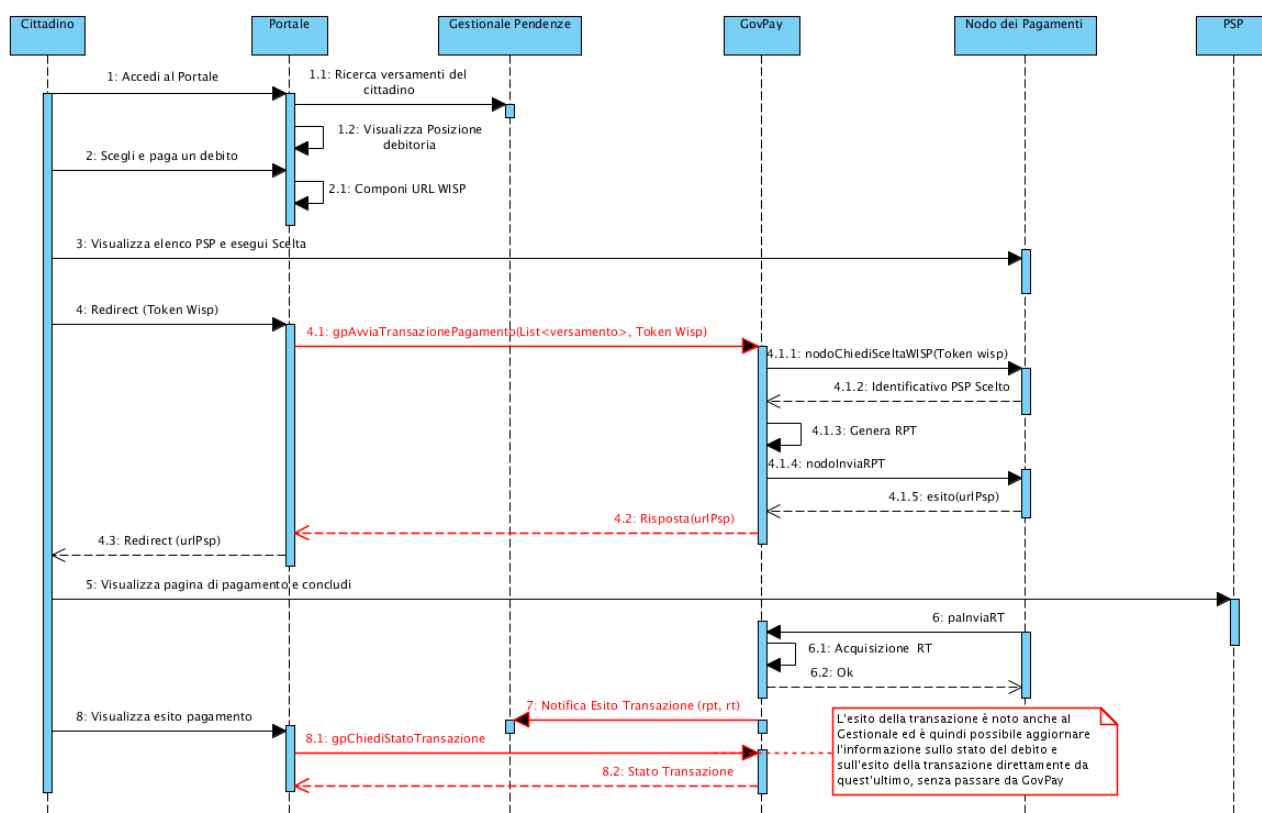 Cittadino
Portale
Gestionale Pendenze
GovPay
Nodo dei Pagamenti
PSP
1: Accedi al Portale
1.1: Ricerca versamenti del
cittadino
1.2: Visualizza Posizione
debitoria
2: Scegli e paga un debito
2.1: Componi URL WISP
3: Visualizza elenco PSP e esegui Scelta
4: Redirect (Token Wisp)
4.1: gpAvviaTransazionePagamento(List<versamento>, Token Wisp)
4.1.1: nodoChiediSceltaWISP(Token wisp)
4.1.2: Identificativo PSP Scelto
4.1.3: Genera RPT
4.1.4: nodoInviaRPT
4.1.5: esito(urlPsp)
4.2: Risposta(urlPsp)
4.3: Redirect (urlPsp)
5: Visualizza pagina di pagamento e concludi
6: paInviaRT
6.1: Acquisizione RT
6.2: Ok
7: Notifica Esito Transazione (rpt, rt)
8: Visualizza esito pagamento
8.1: gpChiediStatoTransazione
8.2: Stato Transazione
L'esito della transazione è noto anche al
Gestionale ed è quindi possibile aggiornare
l'informazione sullo stato del debito e
sull'esito della transazione direttamente da
quest'ultimo, senza passare da GovPay